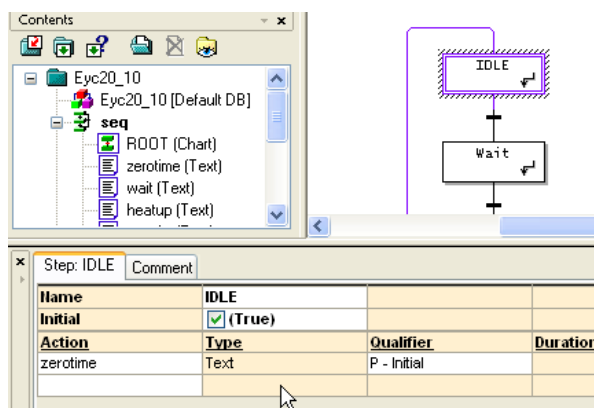 Contents
Eyc20_10
Eyc20_10 [Default DB]
seq
ROOT (Chart)
zerotime (Text)
wait (Text)
heatup (Text)
IDLE
Wait
Step: IDLE Comment
Name IDLE
Initial (True)
Action Type Qualifier Duration
zerotime Text P - Initial